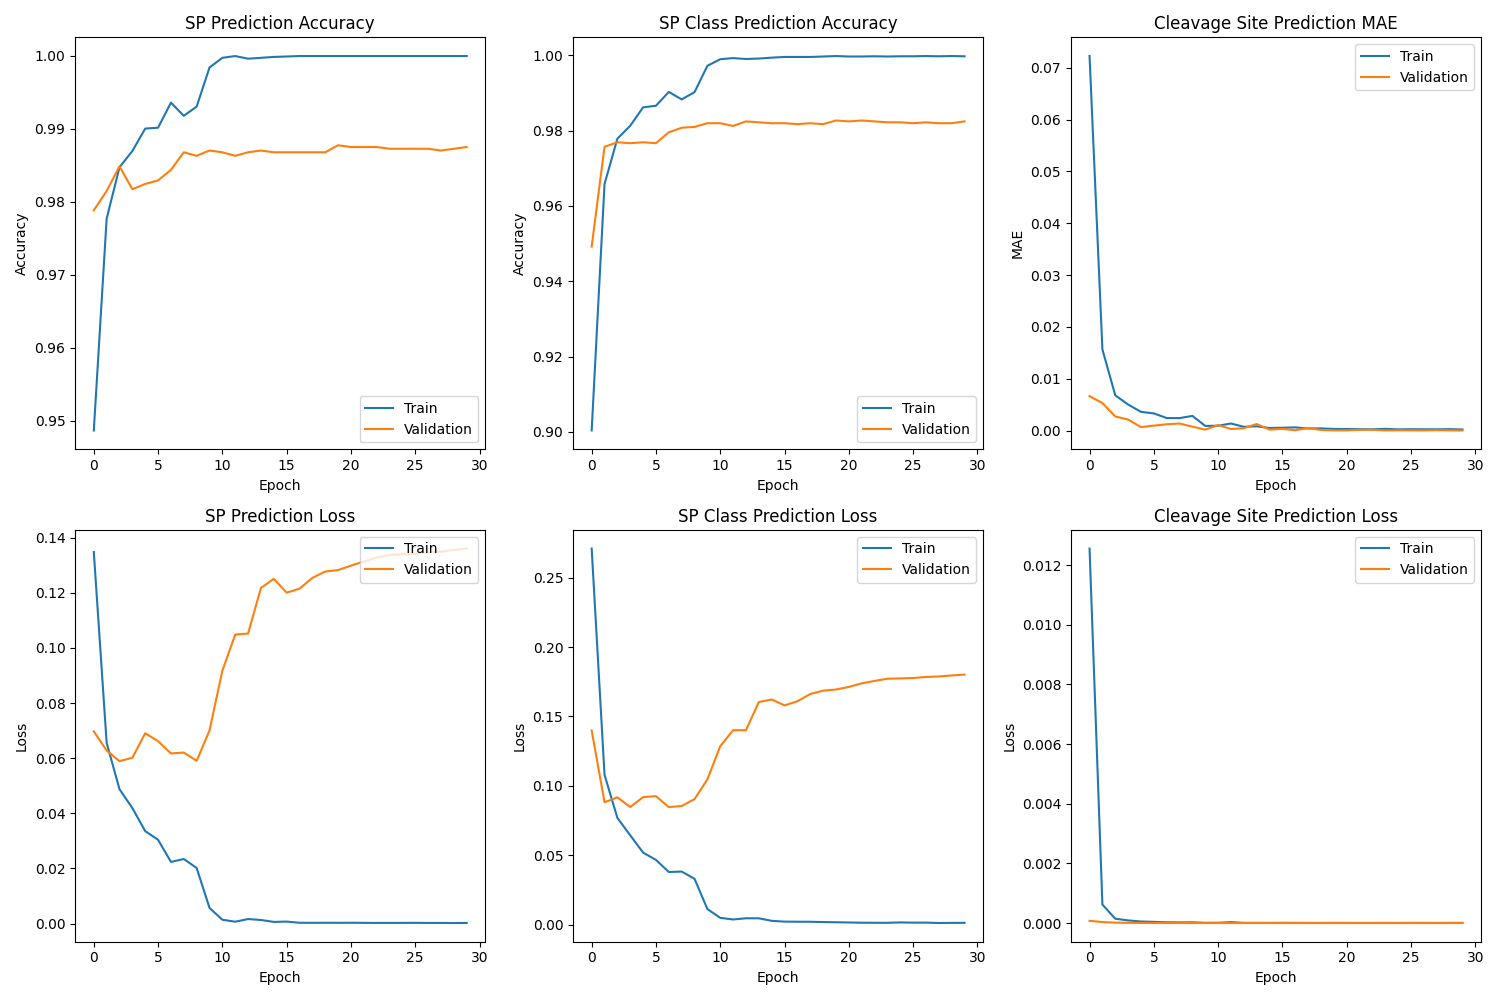 SP Prediction Accuracy
1.00
0.99
0.98
0.97
0.96
0.95
Accuracy
Train
Validation
0 5 10 15 20 25 30
Epoch
SP Class Prediction Accuracy
1.00
0.98
0.96
0.94
0.92
0.90
Accuracy
Train
Validation
0 5 10 15 20 25 30
Epoch
Cleavage Site Prediction MAE
0.07
0.06
0.05
0.04
0.03
0.02
0.01
0.00
MAE
Train
Validation
0 5 10 15 20 25 30
Epoch
SP Prediction Loss
0.14
0.12
0.10
0.08
0.06
0.04
0.02
0.00
Loss
Train
Validation
0 5 10 15 20 25 30
Epoch
SP Class Prediction Loss
0.25
0.20
0.15
0.10
0.05
0.00
Loss
Train
Validation
0 5 10 15 20 25 30
Epoch
Cleavage Site Prediction Loss
0.012
0.010
0.008
0.006
0.004
0.002
0.000
Loss
Train
Validation
0 5 10 15 20 25 30
Epoch